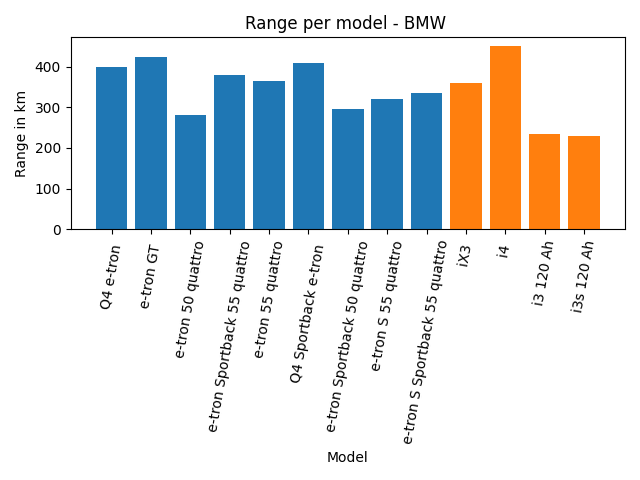 Range per model - BMW
Range in km
400
300
200
100
0
Q4 e-tron
e-tron GT
e-tron 50 quattro
e-tron Sportback 55 quattro
e-tron 55 quattro
Q4 Sportback e-tron
e-tron Sportback 50 quattro
e-tron S 55 quattro
e-tron S Sportback 55 quattro
iX3
i4
i3 120 Ah
i3s 120 Ah
Model